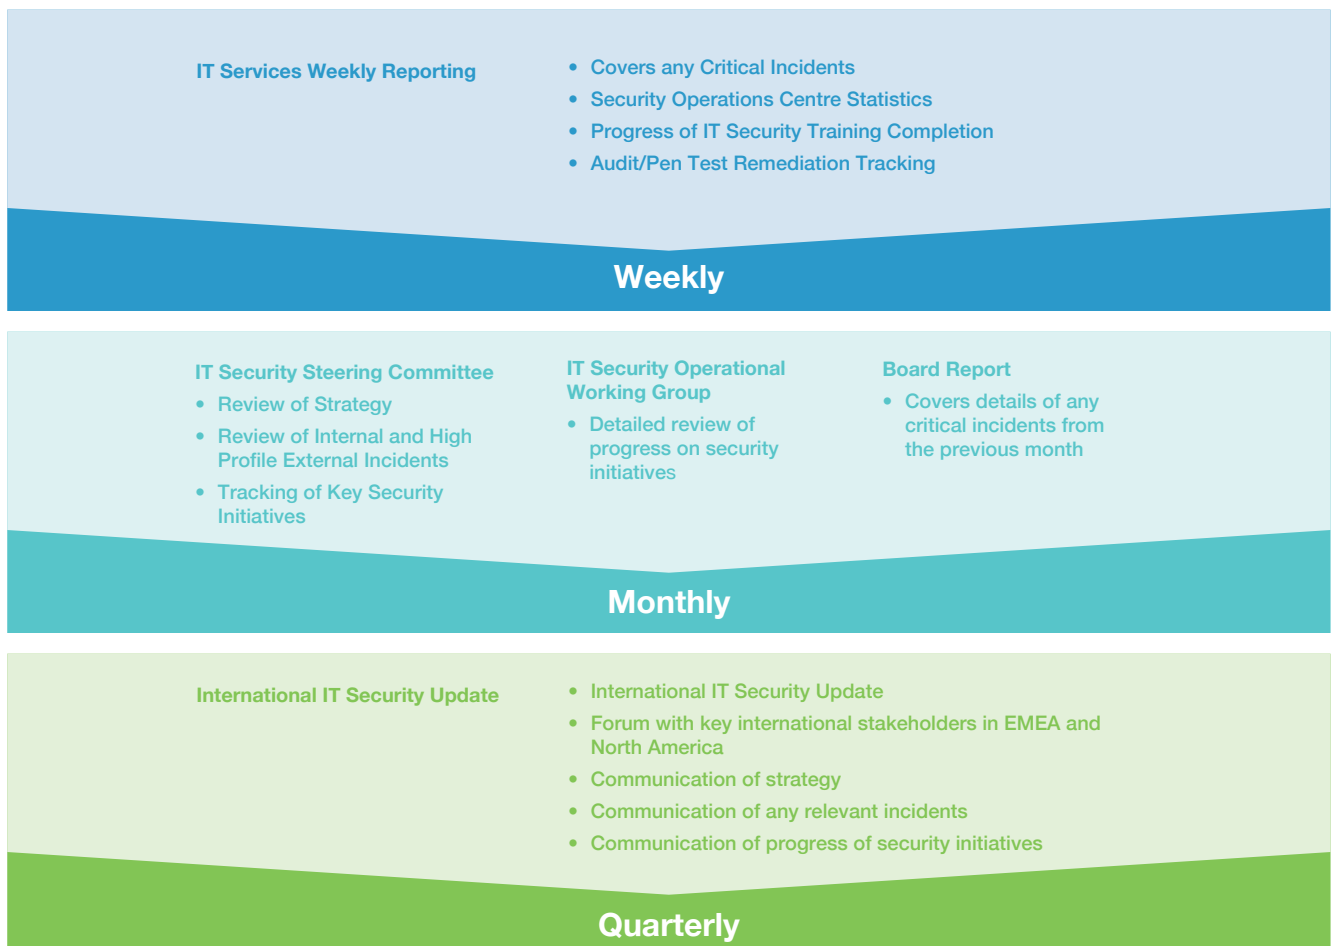 IT Services Weekly Reporting
• Covers any Critical Incidents
• Security Operations Centre Statistics
• Progress of IT Security Training Completion
• Audit/Pen Test Remediation Tracking
Weekly
IT Security Steering Committee
• Review of Strategy
• Review of Internal and High
Profile External Incidents
• Tracking of Key Security
Initiatives
IT Security Operational
Working Group
• Detailed review of
progress on security
initiatives
Board Report
• Covers details of any
critical incidents from
the previous month
Monthly
International IT Security Update
• International IT Security Update
• Forum with key international stakeholders in EMEA and
North America
• Communication of strategy
• Communication of any relevant incidents
• Communication of progress of security initiatives
Quarterly